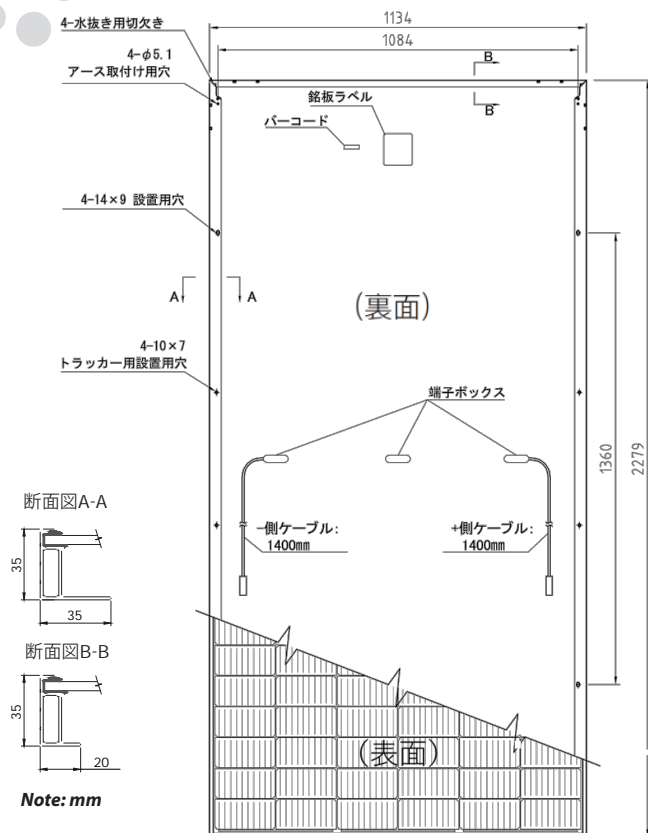 4-水抜き用切欠き
1134
1084
4-φ5.1
アース取付け用穴
B
B
銘板ラベル
バーコード
4-14×9 設置用穴
A
A
(裏面)
4-10×7
トラッカー用設置用穴
端子ボックス
1360
2279
断面図A-A
-側ケーブル:
1400mm
+側ケーブル:
1400mm
35
35
断面図B-B
35
20
(表面)
Note: mm